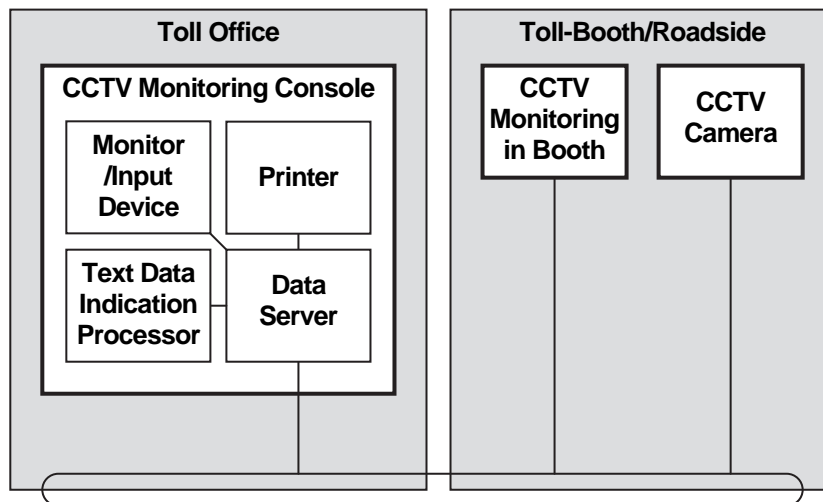 Toll Office
CCTV Monitoring Console
Monitor
/Input
Device
Printer
Text Data
Indication
Processor
Data
Server
Toll-Booth/Roadside
CCTV
Monitoring
in Booth
CCTV
Camera